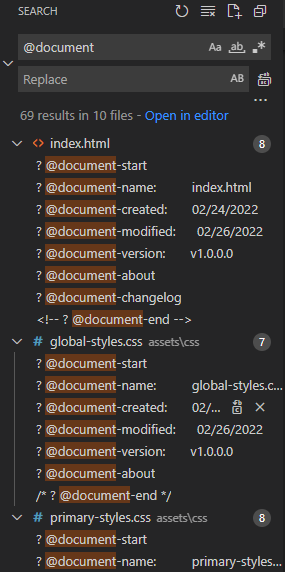 SEARCH
@document
Aa ab .*
Replace
AB
69 results in 10 files - Open in editor
<> index.html 8
? @document-start
? @document-name: index.html
? @document-created: 02/24/2022
? @document-modified: 02/26/2022
? @document-version: v1.0.0.0
? @document-about
? @document-changelog
<!-- ? @document-end -->
# global-styles.css assets\css 7
? @document-start
? @document-name: global-styles.c...
? @document-created: 02/...
? @document-modified: 02/26/2022
? @document-version: v1.0.0.0
? @document-about
/* ? @document-end */
# primary-styles.css assets\css 8
? @document-start
? @document-name: primary-styles...